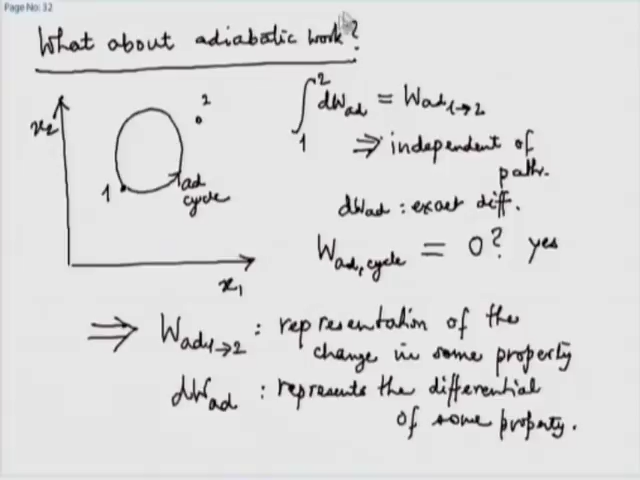 Page No: 32
What about adiabatic work?
x2
2
1
ad
cycle
x1
∫₁² dWad = Wad1→2
⇒ independent of
path.
dWad : exact diff.
Wad, cycle = 0? yes
⇒ Wad1→2 : representation of the
change in some property
dWad : represents the differential
of some property.